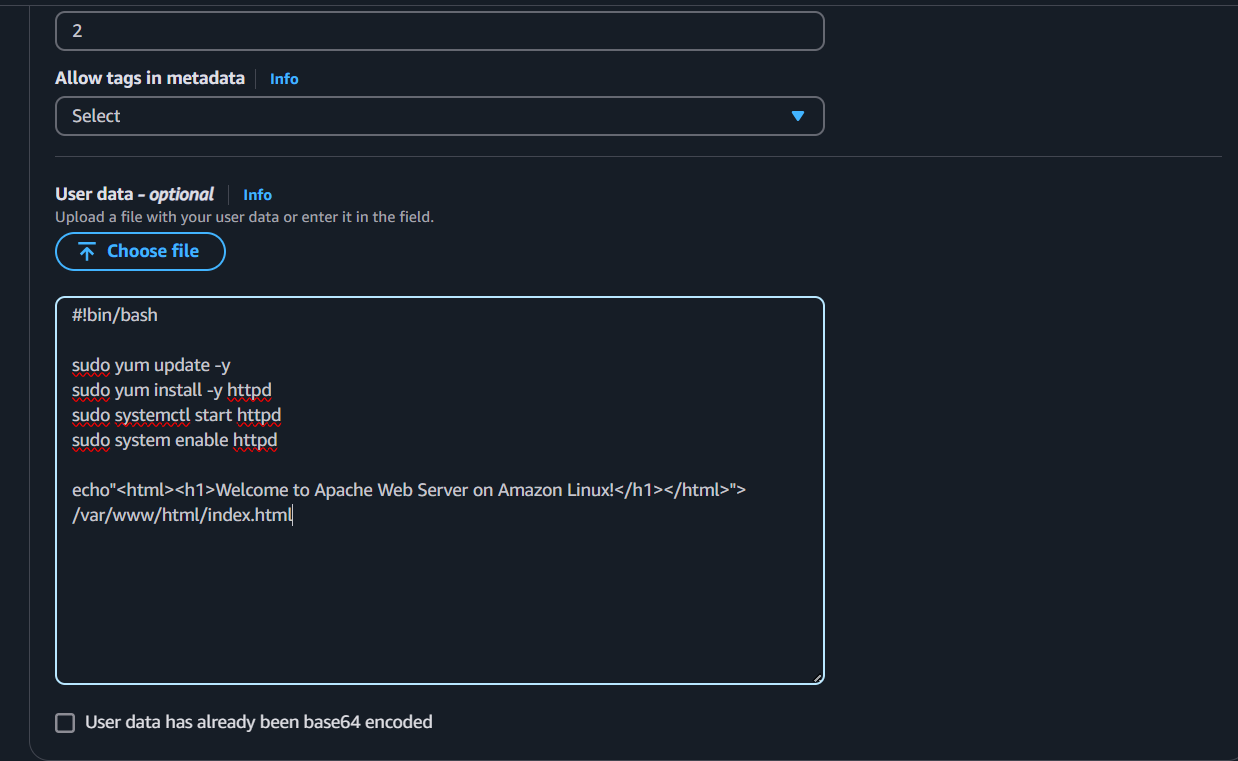 2
Allow tags in metadata Info
Select
User data - optional Info
Upload a file with your user data or enter it in the field.
Choose file
#!bin/bash
sudo yum update -y
sudo yum install -y httpd
sudo systemctl start httpd
sudo system enable httpd
echo"<html><h1>Welcome to Apache Web Server on Amazon Linux!</h1></html>">
/var/www/html/index.html
User data has already been base64 encoded